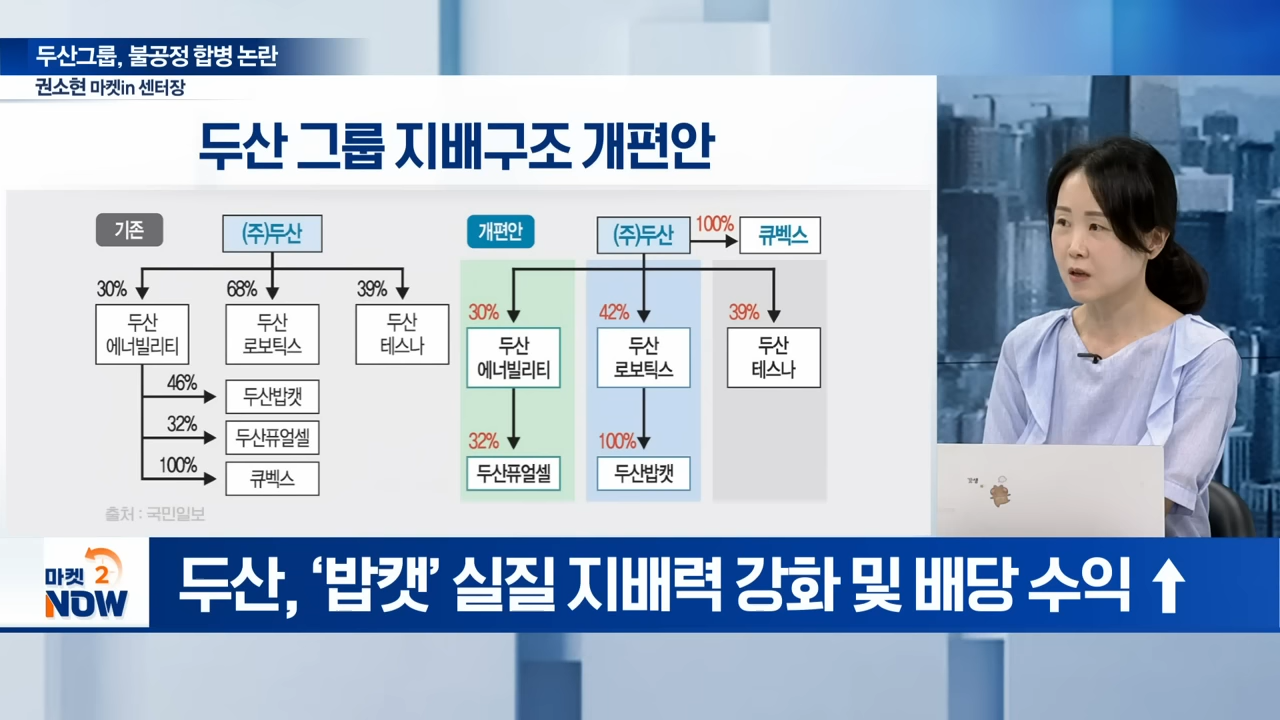 두산그룹, 불공정 합병 논란
권소현 마켓in 센터장
두산 그룹 지배구조 개편안
기존
(주)두산
30%
68%
39%
두산
에너빌리티
두산
로보틱스
두산
테스나
46%
두산밥캣
32%
두산퓨얼셀
100%
큐벡스
출처 : 국민일보
개편안
(주)두산
100%
큐벡스
30%
42%
39%
두산
에너빌리티
두산
로보틱스
두산
테스나
32%
100%
두산퓨얼셀
두산밥캣
마켓 2
NOW
두산, ‘밥캣’ 실질 지배력 강화 및 배당 수익 ↑